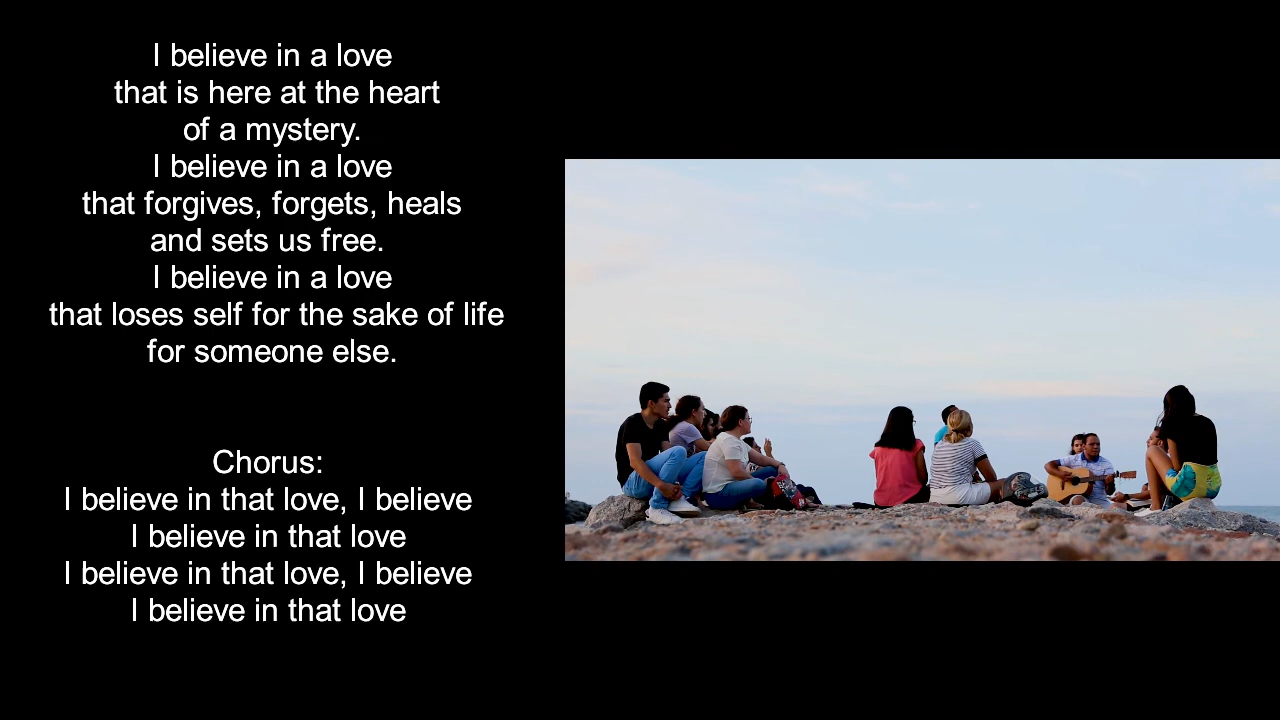 I believe in a love
that is here at the heart
of a mystery.
I believe in a love
that forgives, forgets, heals
and sets us free.
I believe in a love
that loses self for the sake of life
for someone else.
Chorus:
I believe in that love, I believe
I believe in that love
I believe in that love, I believe
I believe in that love